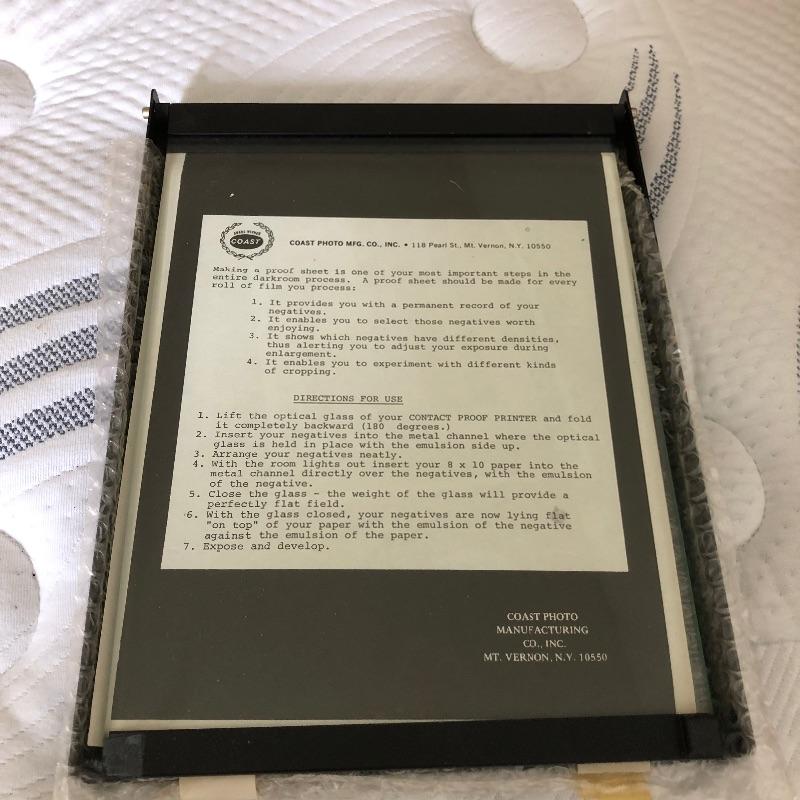 COAST
COAST PHOTO MFG. CO., INC. • 118 Pearl St., Mt. Vernon, N.Y. 10550
Making a proof sheet is one of your most important steps in the
entire darkroom process. A proof sheet should be made for every
roll of film you process:
1. It provides you with a permanent record of your
negatives.
2. It enables you to select those negatives worth
enjoying.
3. It shows which negatives have different densities,
thus alerting you to adjust your exposure during
enlargement.
4. It enables you to experiment with different kinds
of cropping.
DIRECTIONS FOR USE
1. Lift the optical glass of your CONTACT PROOF PRINTER and fold
it completely backward (180 degrees.)
2. Insert your negatives into the metal channel where the optical
glass is held in place with the emulsion side up.
3. Arrange your negatives neatly.
4. With the room lights out insert your 8 x 10 paper into the
metal channel directly over the negatives, with the emulsion
of the negative.
5. Close the glass - the weight of the glass will provide a
perfectly flat field.
6. With the glass closed, your negatives are now lying flat
"on top" of your paper with the emulsion of the negative
against the emulsion of the paper.
7. Expose and develop.
COAST PHOTO
MANUFACTURING
CO., INC.
MT. VERNON, N.Y. 10550